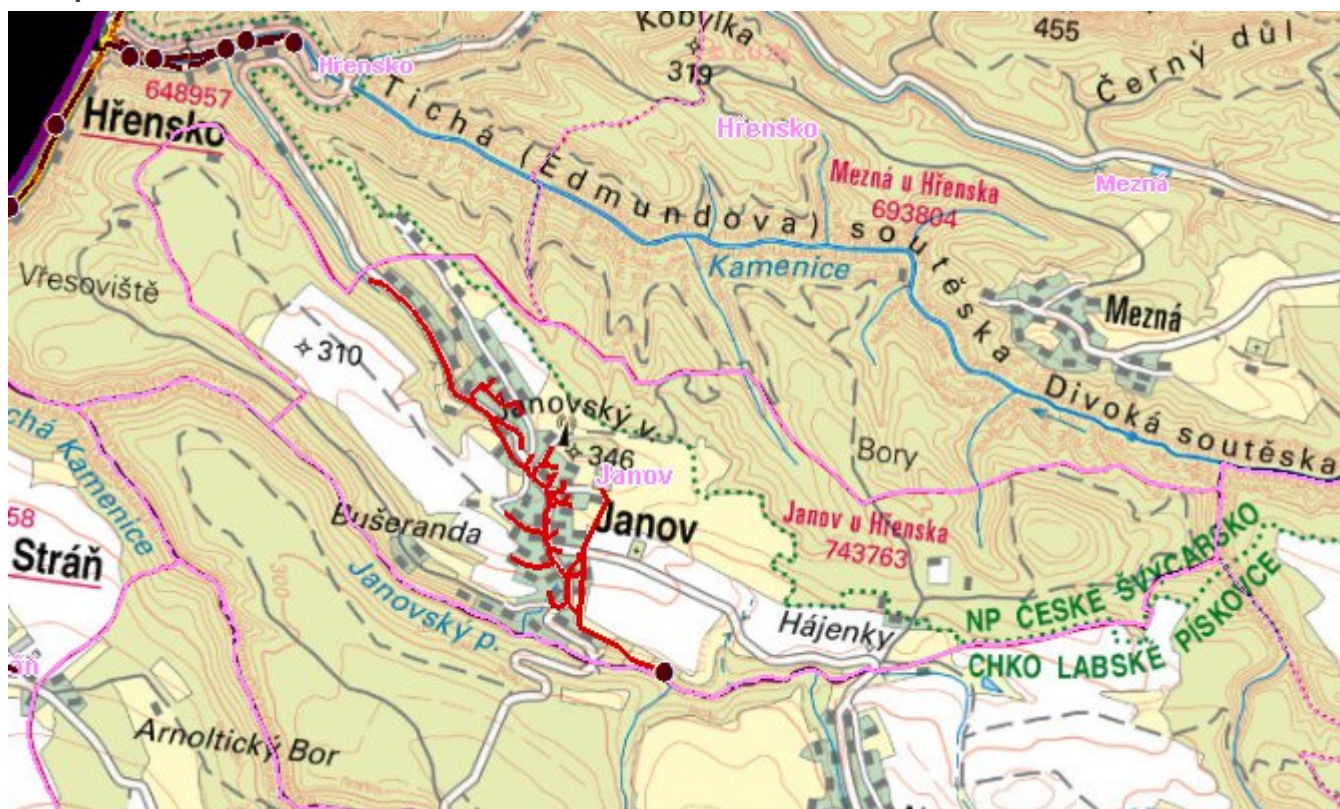 Kobylka
319
455
Černý důl
Hřensko
648957
Hřensko
Tichá (Edmundova) soutěska
Hřensko
Mezná u Hřenska
693804
Mezná
Kamenice
Vřesoviště
Mezná
310
Divoká soutěska
Janovský v.
346
Janov
Bory
chá Kamenice
Bušeranda
Janov
Janov u Hřenska
743763
58
Stráň
Janovský p.
300
Hájenky
NP ČESKÉ ŠVÝCARSKO
CHKO LABSKÉ PÍSKOVCE
Arnoltický Bor